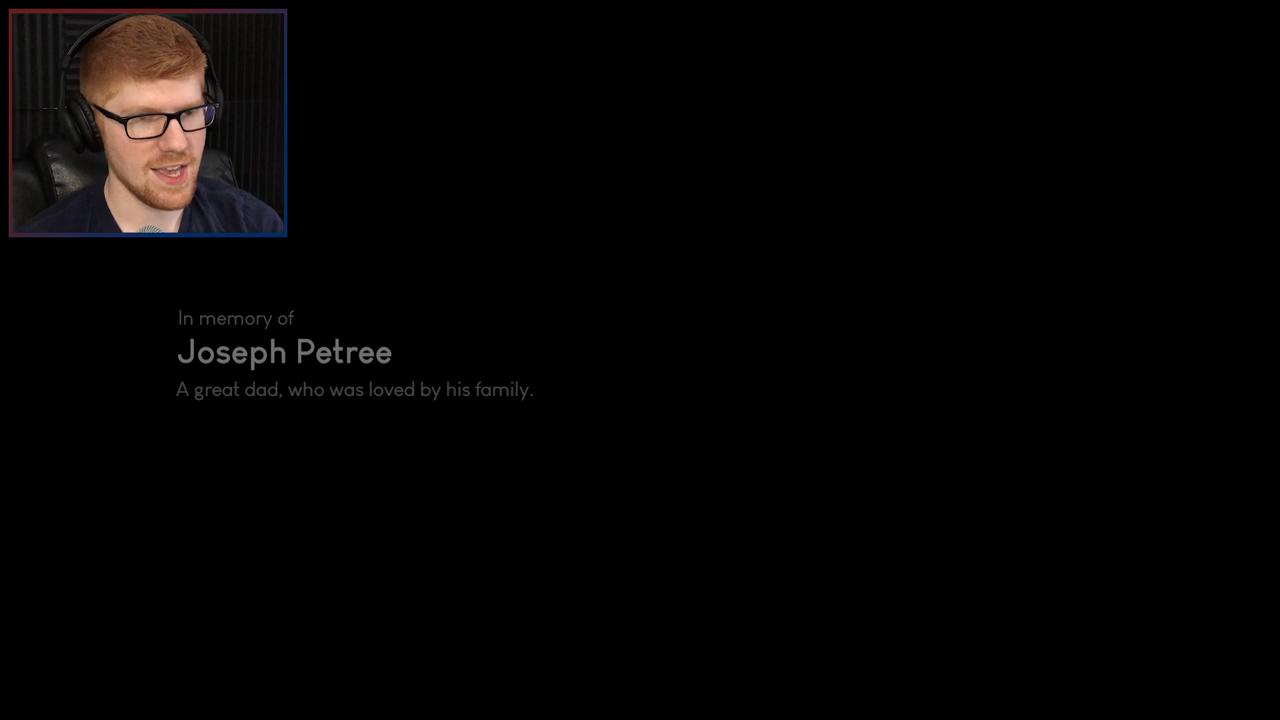 In memory of
Joseph Petree
A great dad, who was loved by his family.